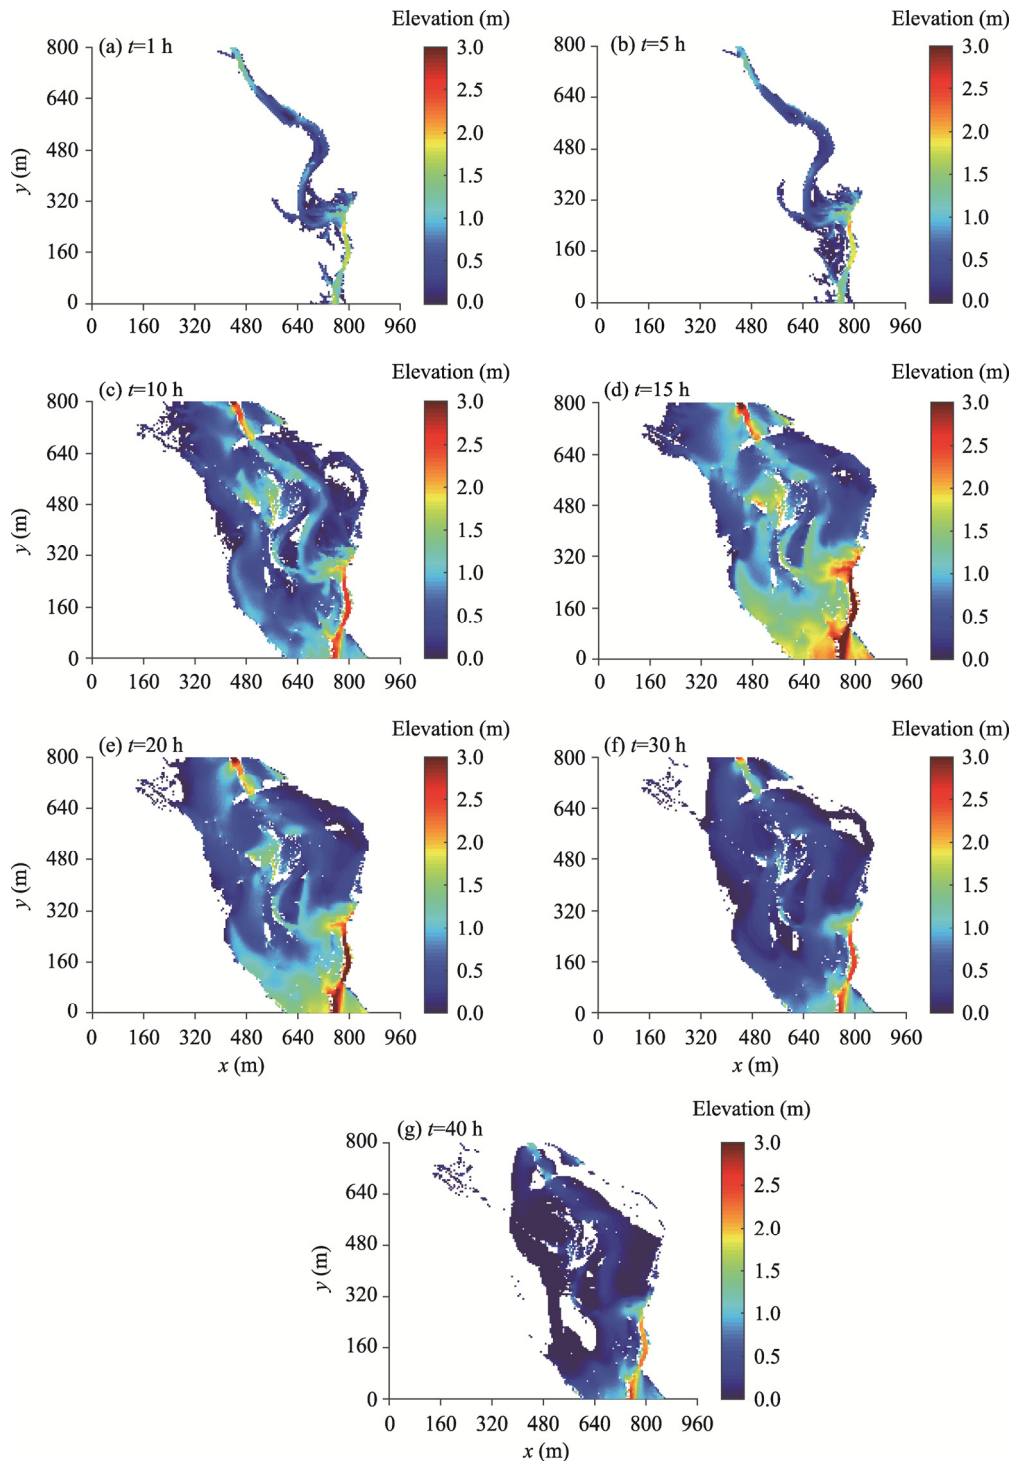 Elevation (m) Elevation (m)
(a) t=1 h (b) t=5 h
800 3.0 800 3.0
2.5 2.5
640 640
2.0 2.0
480 480
y (m) 1.5 1.5
320 320
1.0 1.0
160 160
0.5 0.5
0 0.0 0 0.0
0 160 320 480 640 800 960 0 160 320 480 640 800 960
Elevation (m) Elevation (m)
(c) t=10 h (d) t=15 h
800 3.0 800 3.0
2.5 2.5
640 640
2.0 2.0
480 480
y (m) 1.5 1.5
320 320
1.0 1.0
160 160
0.5 0.5
0 0.0 0 0.0
0 160 320 480 640 800 960 0 160 320 480 640 800 960
Elevation (m) Elevation (m)
(e) t=20 h (f) t=30 h
800 3.0 800 3.0
2.5 2.5
640 640
2.0 2.0
480 480
y (m) 1.5 1.5
320 320
1.0 1.0
160 160
0.5 0.5
0 0.0 0 0.0
0 160 320 480 640 800 960 0 160 320 480 640 800 960
x (m) x (m)
Elevation (m)
(g) t=40 h
800 3.0
2.5
640
2.0
480
y (m) 1.5
320
1.0
160
0.5
0 0.0
0 160 320 480 640 800 960
x (m)